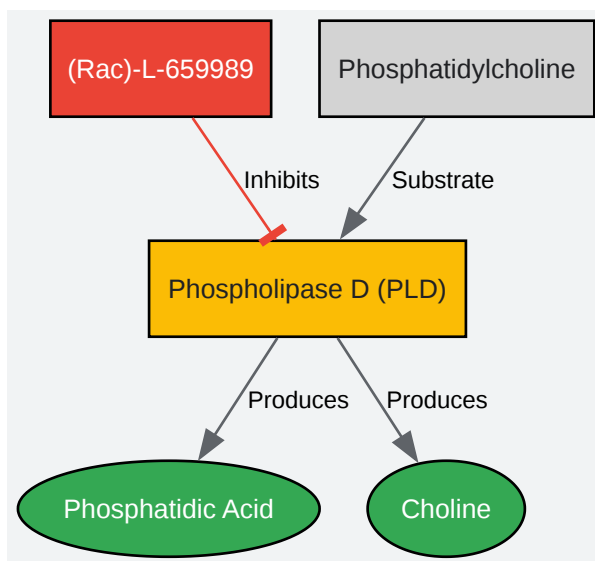 (Rac)-L-659989
Phosphatidylcholine
Inhibits
Substrate
Phospholipase D (PLD)
Produces
Produces
Phosphatidic Acid
Choline